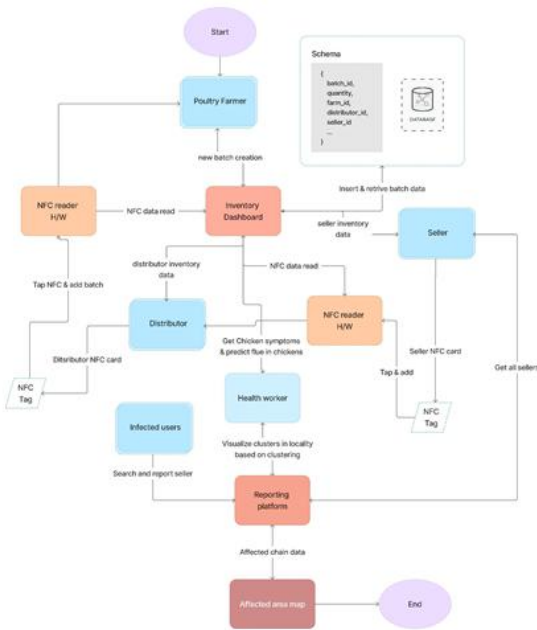 Start
Schema
{
batch_id,
quantity,
farm_id,
distributor_id,
seller_id
...
}
DATABASE
Poultry Farmer
new batch creation
Insert & retrive batch data
NFC reader
H/W
NFC data read
Inventory
Dashboard
seller inventory
data
Seller
distributor inventory
data
NFC data read
Tap NFC & add batch
Distributor
NFC reader
H/W
Ditsributor NFC card
Get Chicken symptoms
& predict flue in chickens
Seller NFC card
Tap & add
Get all sellers
NFC
Tag
Health worker
NFC
Tag
Infected users
Visualize clusters in locality
based on clustering
Search and report seller
Reporting
platform
Affected chain data
Affected area map
End